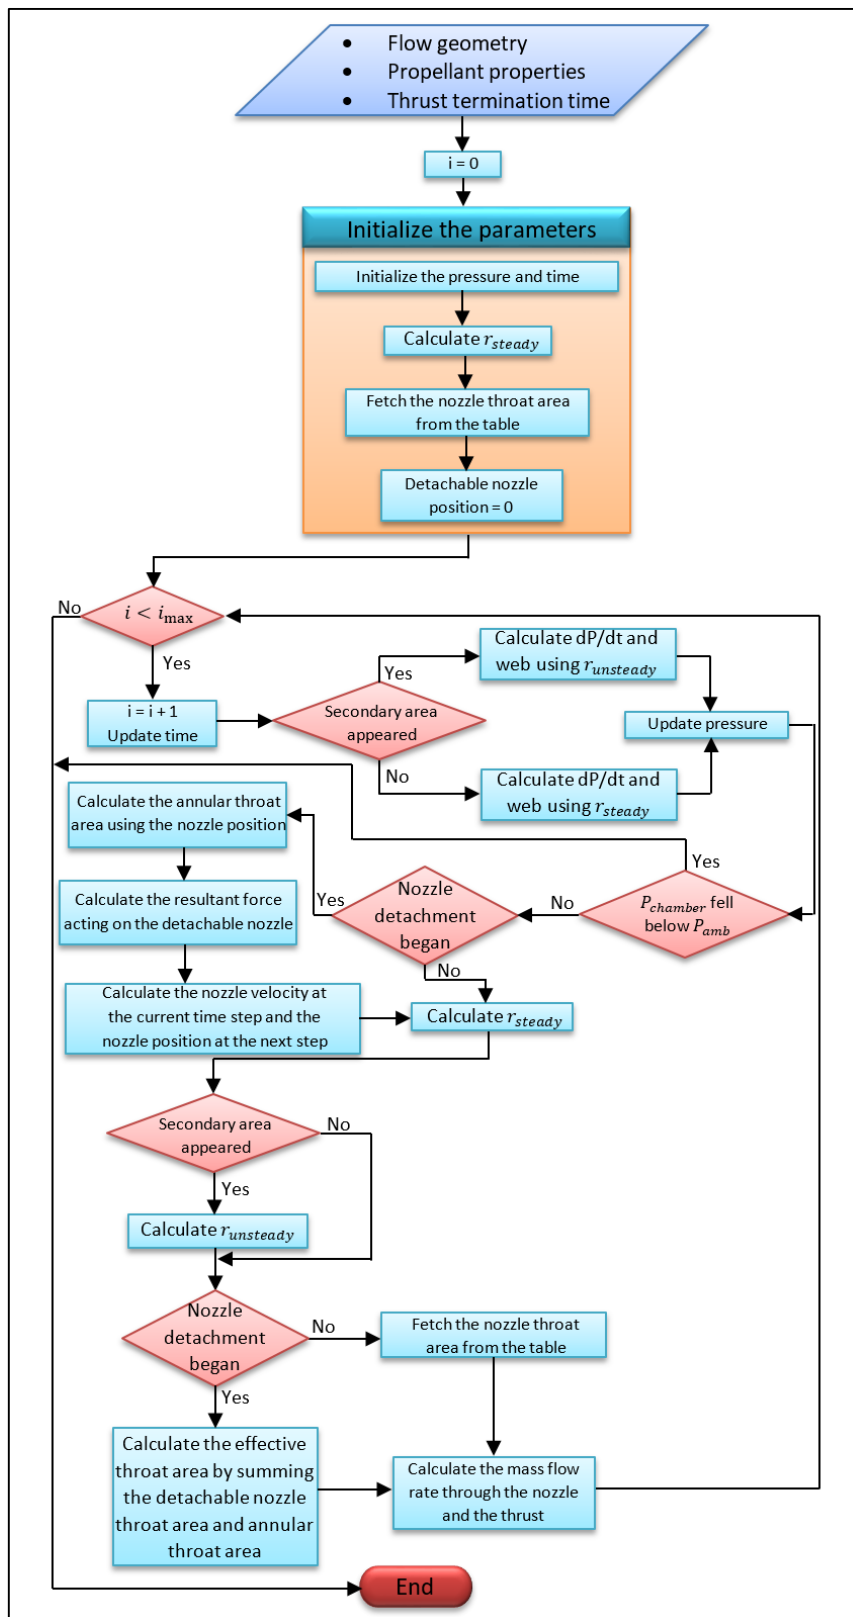 • Flow geometry
• Propellant properties
• Thrust termination time
i = 0
Initialize the parameters
Initialize the pressure and time
Calculate r_steady
Fetch the nozzle throat area
from the table
Detachable nozzle
position = 0
No
i < i_max
Yes
i = i + 1
Update time
Secondary area
appeared
Yes
Calculate dP/dt and
web using r_unsteady
No
Calculate dP/dt and
web using r_steady
Update pressure
Yes
P_chamber fell
below P_amb
No
Nozzle
detachment
began
Yes
No
Calculate the annular throat
area using the nozzle position
Calculate the resultant force
acting on the detachable nozzle
Calculate the nozzle velocity at
the current time step and the
nozzle position at the next step
Calculate r_steady
Secondary area
appeared
No
Yes
Calculate r_unsteady
Nozzle
detachment
began
No
Fetch the nozzle throat
area from the table
Yes
Calculate the effective
throat area by summing
the detachable nozzle
throat area and annular
throat area
Calculate the mass flow
rate through the nozzle
and the thrust
End